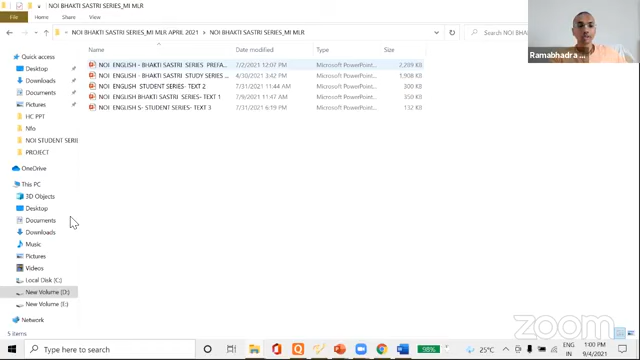 NOI BHAKTI SASTRI SERIES_MI MLR
File Home Share View
NOI BHAKTI SASTRI SERIES_MI MLR APRIL 2021 > NOI BHAKTI SASTRI SERIES_MI MLR
Search NOI BH
Ramabhadra
Name Date modified Type Size
Quick access
Desktop
Downloads
Documents
Pictures
HC PPT
Nfo
NOI STUDENT SERIE
PROJECT
OneDrive
This PC
3D Objects
Desktop
Documents
Downloads
Music
Pictures
Videos
Local Disk (C:)
New Volume (D:)
New Volume (E:)
Network
NOI ENGLISH - BHAKTI SASTRI SERIES PREFA... 7/2/2021 12:07 PM Microsoft PowerPoint... 2,289 KB
NOI ENGLISH - BHAKTI SASTRI STUDY SERIES ... 4/30/2021 3:42 PM Microsoft PowerPoint... 1,908 KB
NOI ENGLISH STUDENT SERIES- TEXT 2 7/31/2021 11:44 AM Microsoft PowerPoint... 300 KB
NOI ENGLISH BHAKTI SASTRI SERIES- TEXT 1 7/9/2021 11:47 AM Microsoft PowerPoint... 350 KB
NOI ENGLISH S- STUDENT SERIES- TEXT 3 7/31/2021 6:19 PM Microsoft PowerPoint... 132 KB
5 items
zoom
Type here to search
98%
25°C
ENG
IN
1:00 PM
9/4/2021